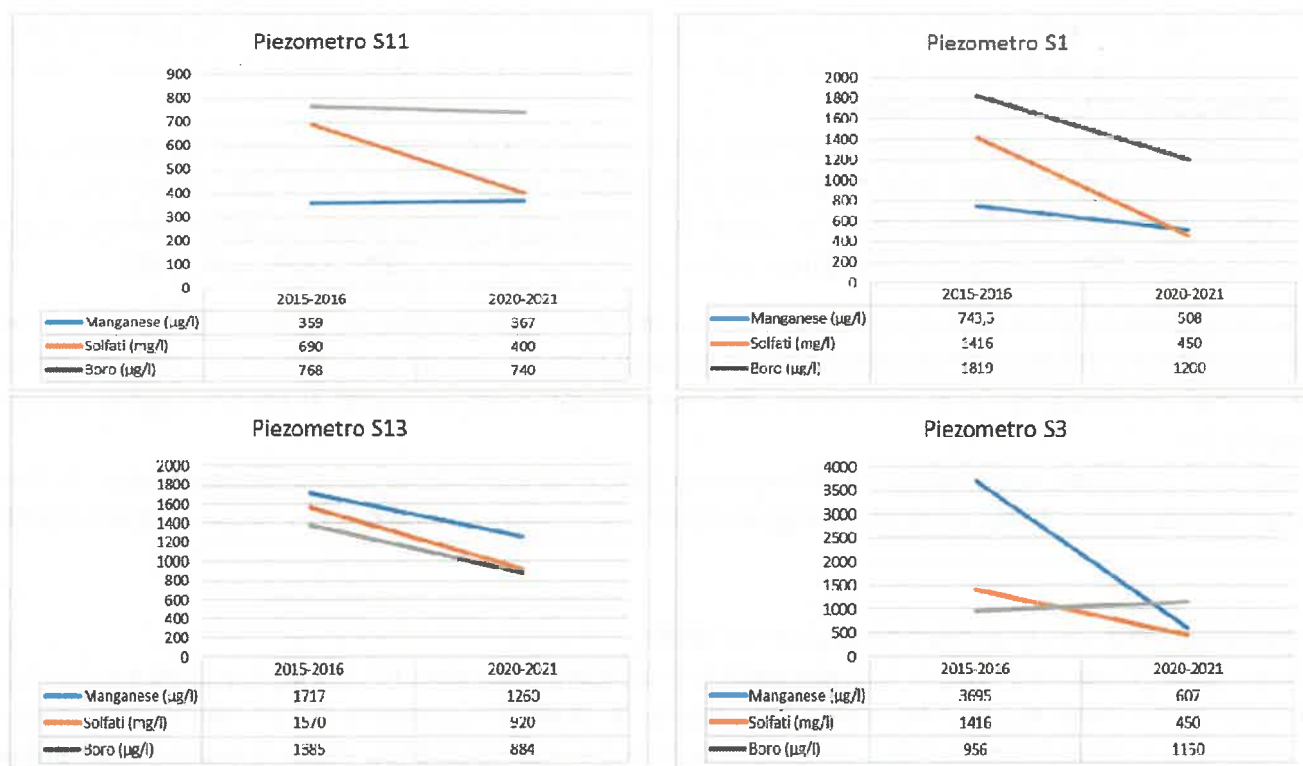 Piezometro S11
900
800
700
600
500
400
300
200
100
0
2015-2016 2020-2021
Manganese (µg/l) 359 367
Solfati (mg/l) 690 400
Boro (µg/l) 768 740
Piezometro S1
2000
1800
1600
1400
1200
1000
800
600
400
200
0
2015-2016 2020-2021
Manganese (µg/l) 743,5 508
Solfati (mg/l) 1416 450
Boro (µg/l) 1819 1200
Piezometro S13
2000
1800
1600
1400
1200
1000
800
600
400
200
0
2015-2016 2020-2021
Manganese (µg/l) 1717 1260
Solfati (mg/l) 1570 920
Boro (µg/l) 1385 884
Piezometro S3
4000
3500
3000
2500
2000
1500
1000
500
0
2015-2016 2020-2021
Manganese (µg/l) 3695 607
Solfati (mg/l) 1416 450
Boro (µg/l) 956 1150